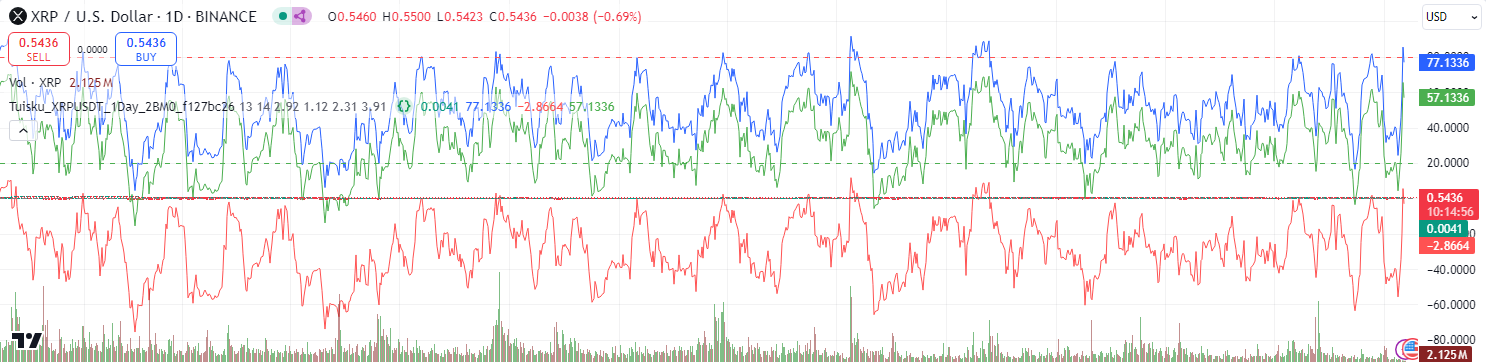 XRP / U.S. Dollar · 1D · BINANCE O0.5460 H0.5500 L0.5423 C0.5436 −0.0038 (−0.69%) USD
0.5436 0.0000 0.5436
SELL BUY
Vol · XRP 2.125M
Tuisku_XRPUSDT_1Day_2BM0_f127bc26 13 14 2.92 1.12 2.31 3.91 0.0041 77.1336 −2.8664 57.1336
77.1336
57.1336
40.0000
20.0000
0.5436
10:14:56
0.0041
−2.8664
−40.0000
−60.0000
−80.0000
2.125M